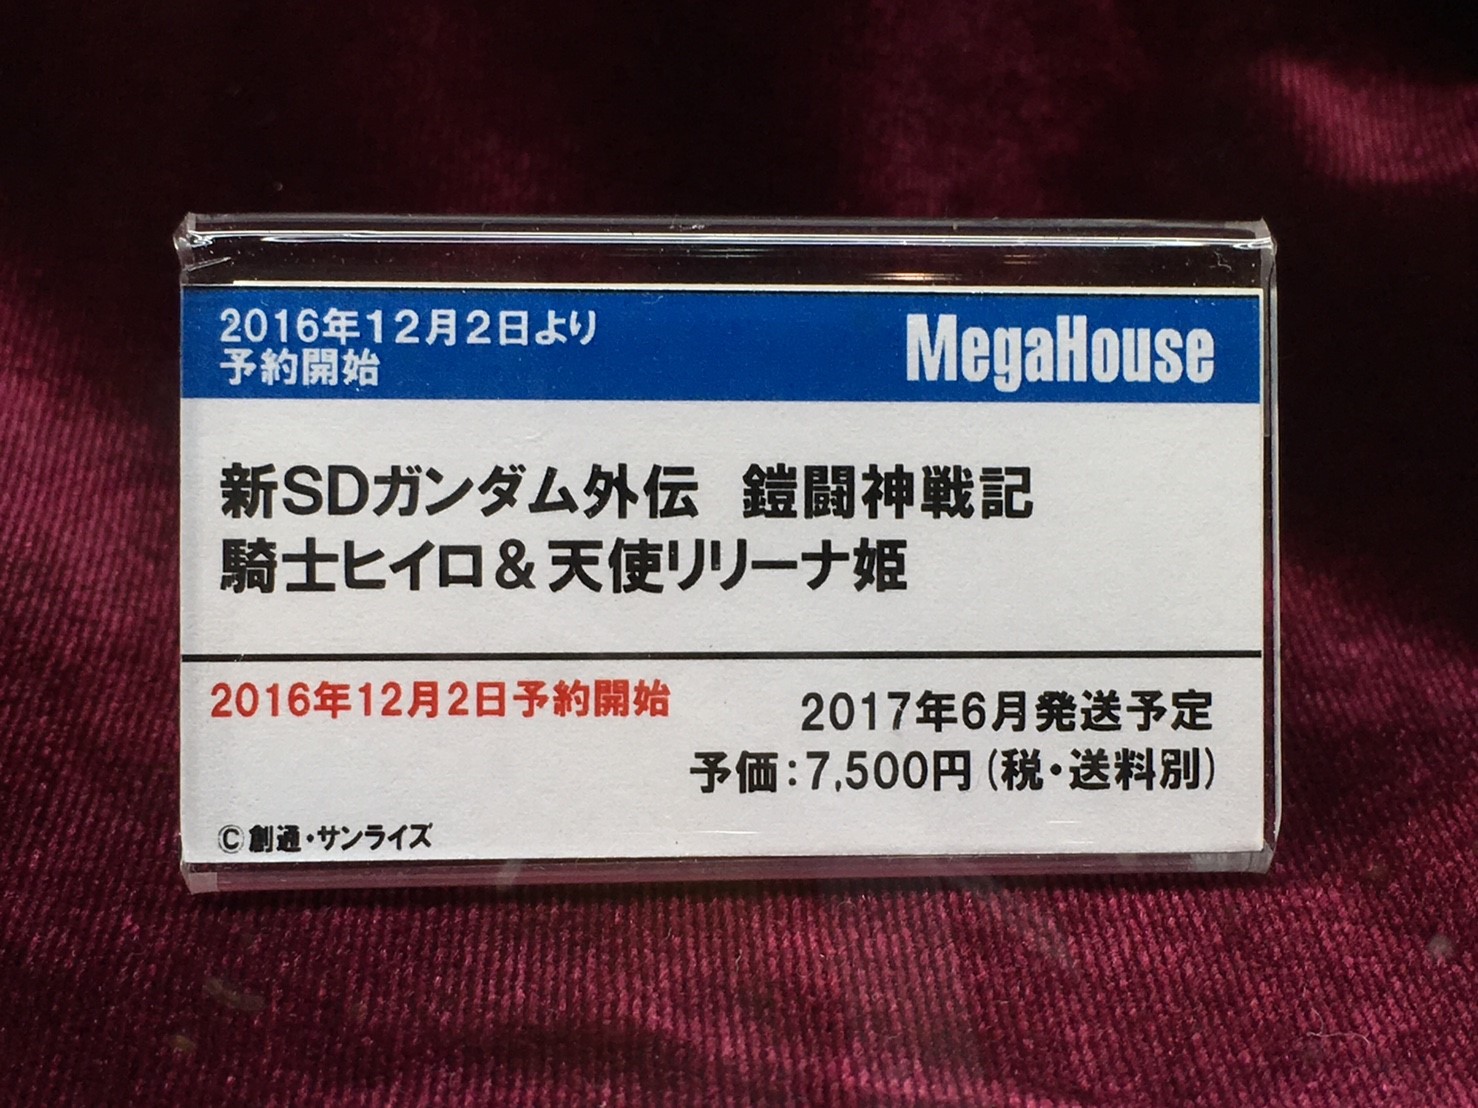 2016年12月2日より
予約開始
MegaHouse
新SDガンダム外伝　鎧闘神戦記
騎士ヒイロ＆天使リリーナ姫
2016年12月2日予約開始
2017年6月発送予定
予価：7,500円（税・送料別）
©創通・サンライズ